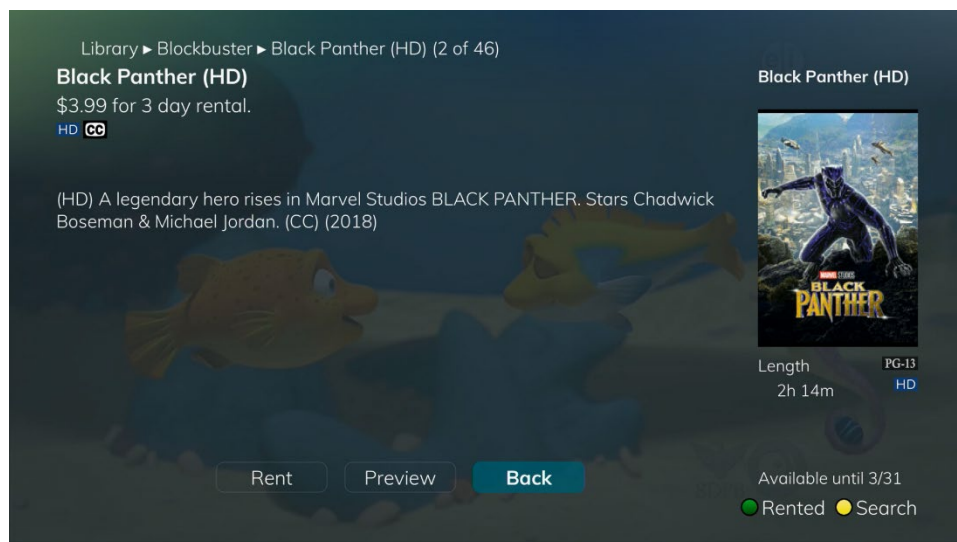 Library ▸ Blockbuster ▸ Black Panther (HD) (2 of 46)
Black Panther (HD)
$3.99 for 3 day rental.
HD CC
(HD) A legendary hero rises in Marvel Studios BLACK PANTHER. Stars Chadwick
Boseman & Michael Jordan. (CC) (2018)
Rent Preview Back
Black Panther (HD)
MARVEL STUDIOS
BLACK
PANTHER
Length PG-13
2h 14m HD
Available until 3/31
Rented Search